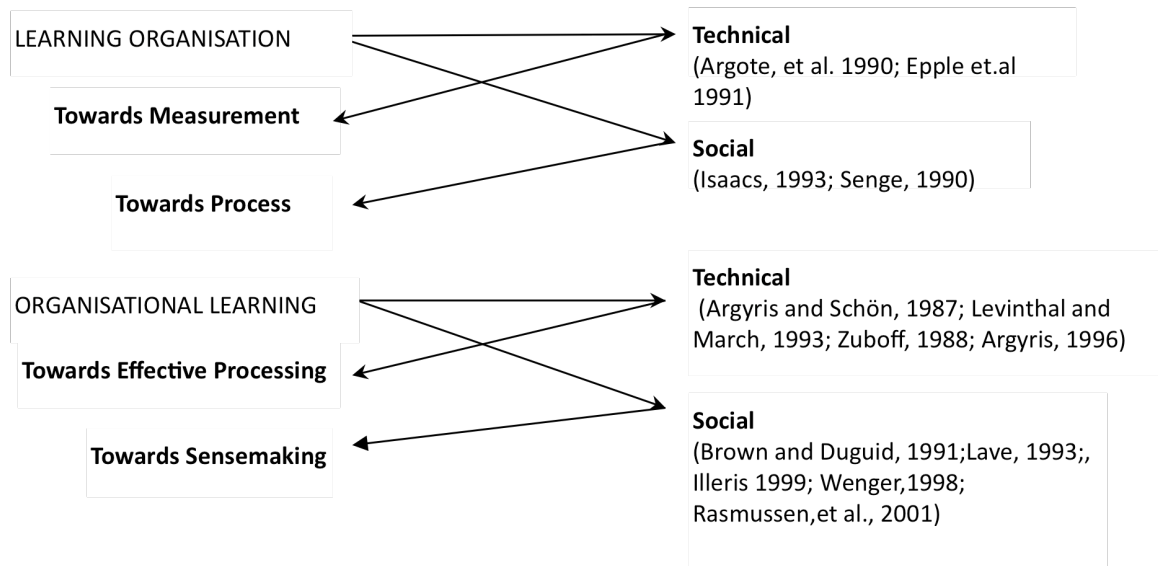 LEARNING ORGANISATION
Towards Measurement
Towards Process
Technical
(Argote, et al. 1990; Epple et.al
1991)
Social
(Isaacs, 1993; Senge, 1990)
ORGANISATIONAL LEARNING
Towards Effective Processing
Towards Sensemaking
Technical
(Argyris and Schön, 1987; Levinthal and
March, 1993; Zuboff, 1988; Argyris, 1996)
Social
(Brown and Duguid, 1991;Lave, 1993;,
Illeris 1999; Wenger,1998;
Rasmussen,et al., 2001)